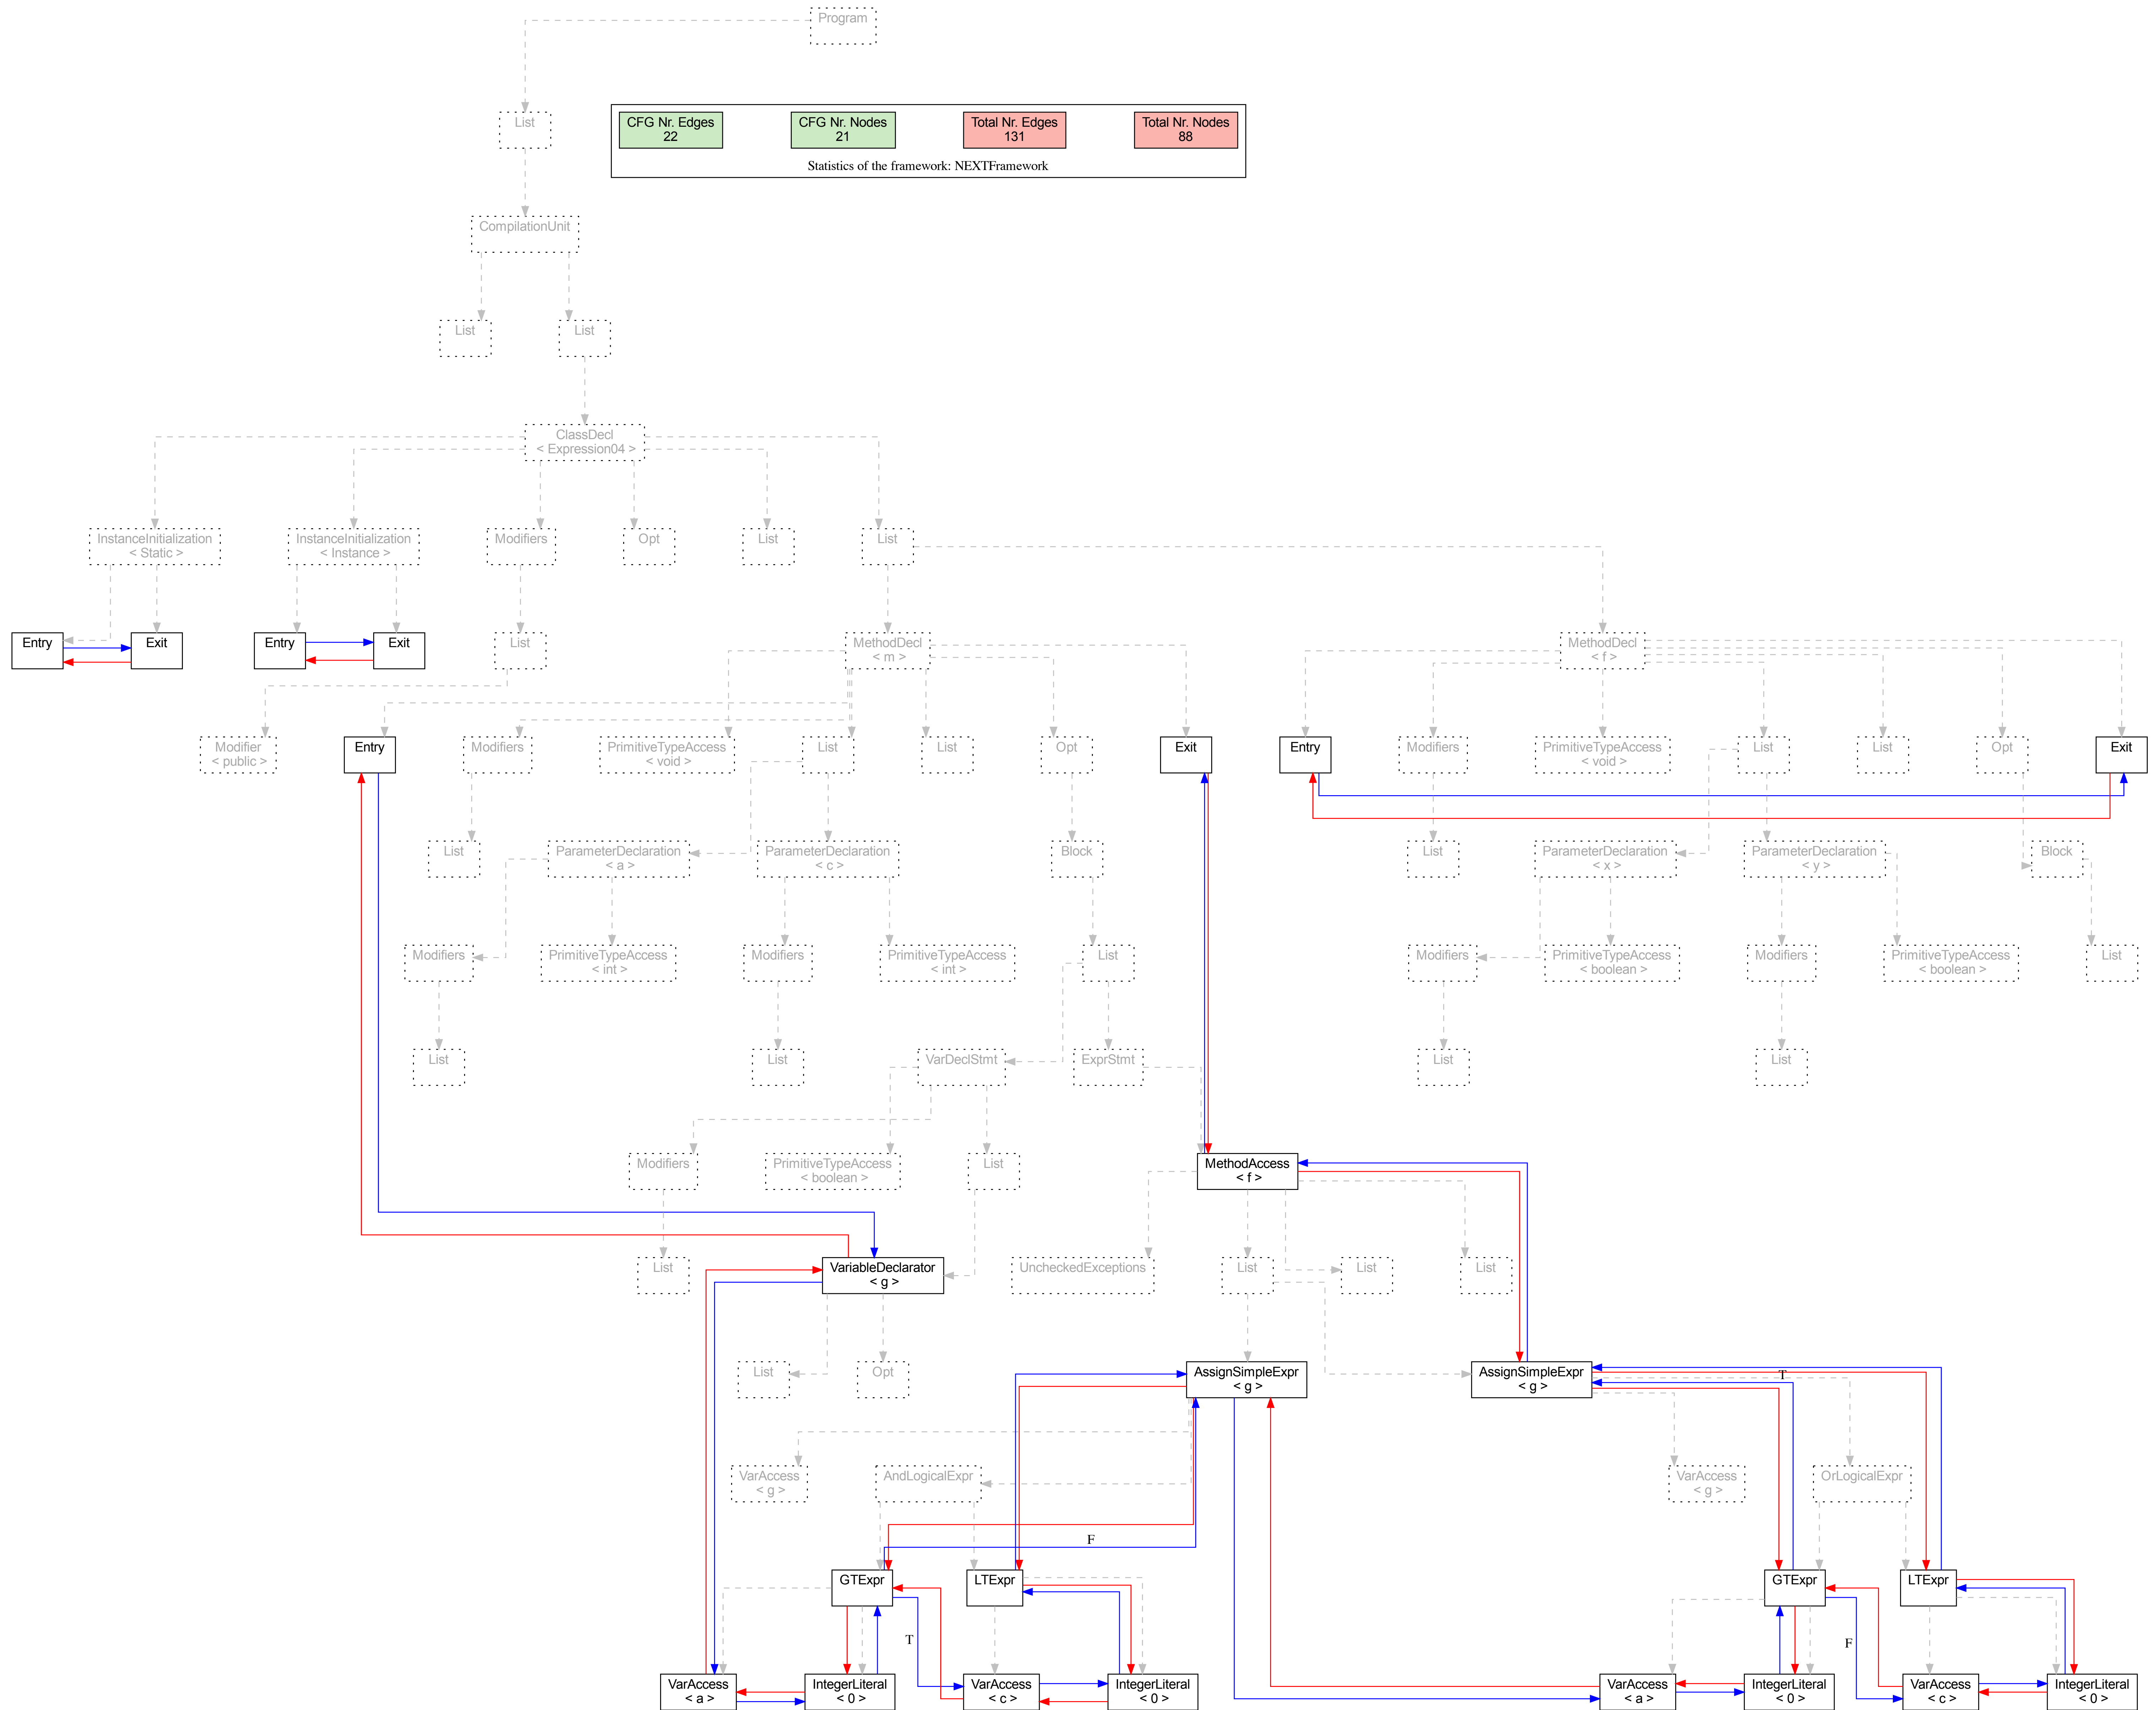 Program
List
CFG Nr. Edges
22
CFG Nr. Nodes
21
Total Nr. Edges
131
Total Nr. Nodes
88
Statistics of the framework: NEXTFramework
CompilationUnit
List
List
ClassDecl
< Expression04 >
InstanceInitialization
< Static >
InstanceInitialization
< Instance >
Modifiers
Opt
List
List
Entry
Exit
Entry
Exit
List
MethodDecl
< m >
MethodDecl
< f >
Modifier
< public >
Entry
Modifiers
PrimitiveTypeAccess
< void >
List
List
Opt
Exit
Entry
Modifiers
PrimitiveTypeAccess
< void >
List
List
Opt
Exit
List
ParameterDeclaration
< a >
ParameterDeclaration
< c >
Block
List
ParameterDeclaration
< x >
ParameterDeclaration
< y >
Block
Modifiers
PrimitiveTypeAccess
< int >
Modifiers
PrimitiveTypeAccess
< int >
List
Modifiers
PrimitiveTypeAccess
< boolean >
Modifiers
PrimitiveTypeAccess
< boolean >
List
List
List
VarDeclStmt
ExprStmt
List
List
Modifiers
PrimitiveTypeAccess
< boolean >
List
MethodAccess
< f >
List
VariableDeclarator
< g >
UncheckedExceptions
List
List
List
List
Opt
AssignSimpleExpr
< g >
AssignSimpleExpr
< g >
T
VarAccess
< g >
AndLogicalExpr
VarAccess
< g >
OrLogicalExpr
F
GTExpr
LTExpr
GTExpr
LTExpr
T
F
VarAccess
< a >
IntegerLiteral
< 0 >
VarAccess
< c >
IntegerLiteral
< 0 >
VarAccess
< a >
IntegerLiteral
< 0 >
VarAccess
< c >
IntegerLiteral
< 0 >